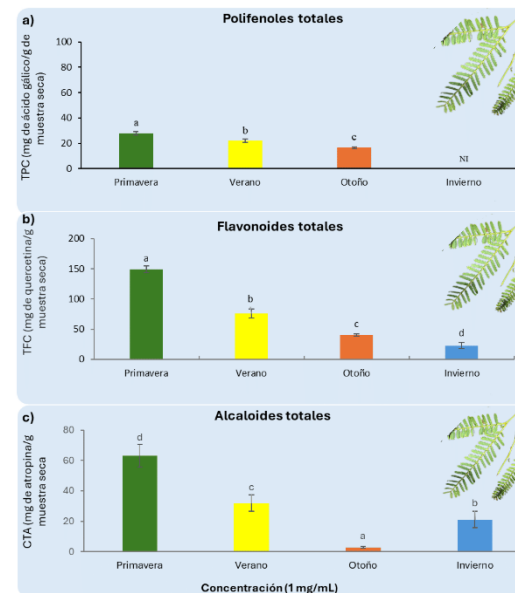 a)
Polifenoles totales
TPC (mg de ácido gálico/g de
muestra seca)
100
80
60
40
20
0
a
b
c
NI
Primavera Verano Otoño Invierno
b)
Flavonoides totales
TFC (mg de quercetina/g
muestra seca)
200
150
100
50
0
a
b
c
d
Primavera Verano Otoño Invierno
c)
Alcaloides totales
CTA (mg de atropina/g
muestra seca
80
60
40
20
0
d
c
a
b
Primavera Verano Otoño Invierno
Concentración (1 mg/mL)